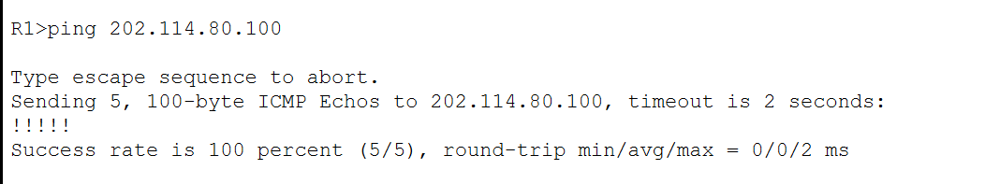 R1>ping 202.114.80.100
Type escape sequence to abort.
Sending 5, 100-byte ICMP Echos to 202.114.80.100, timeout is 2 seconds:
!!!!!
Success rate is 100 percent (5/5), round-trip min/avg/max = 0/0/2 ms